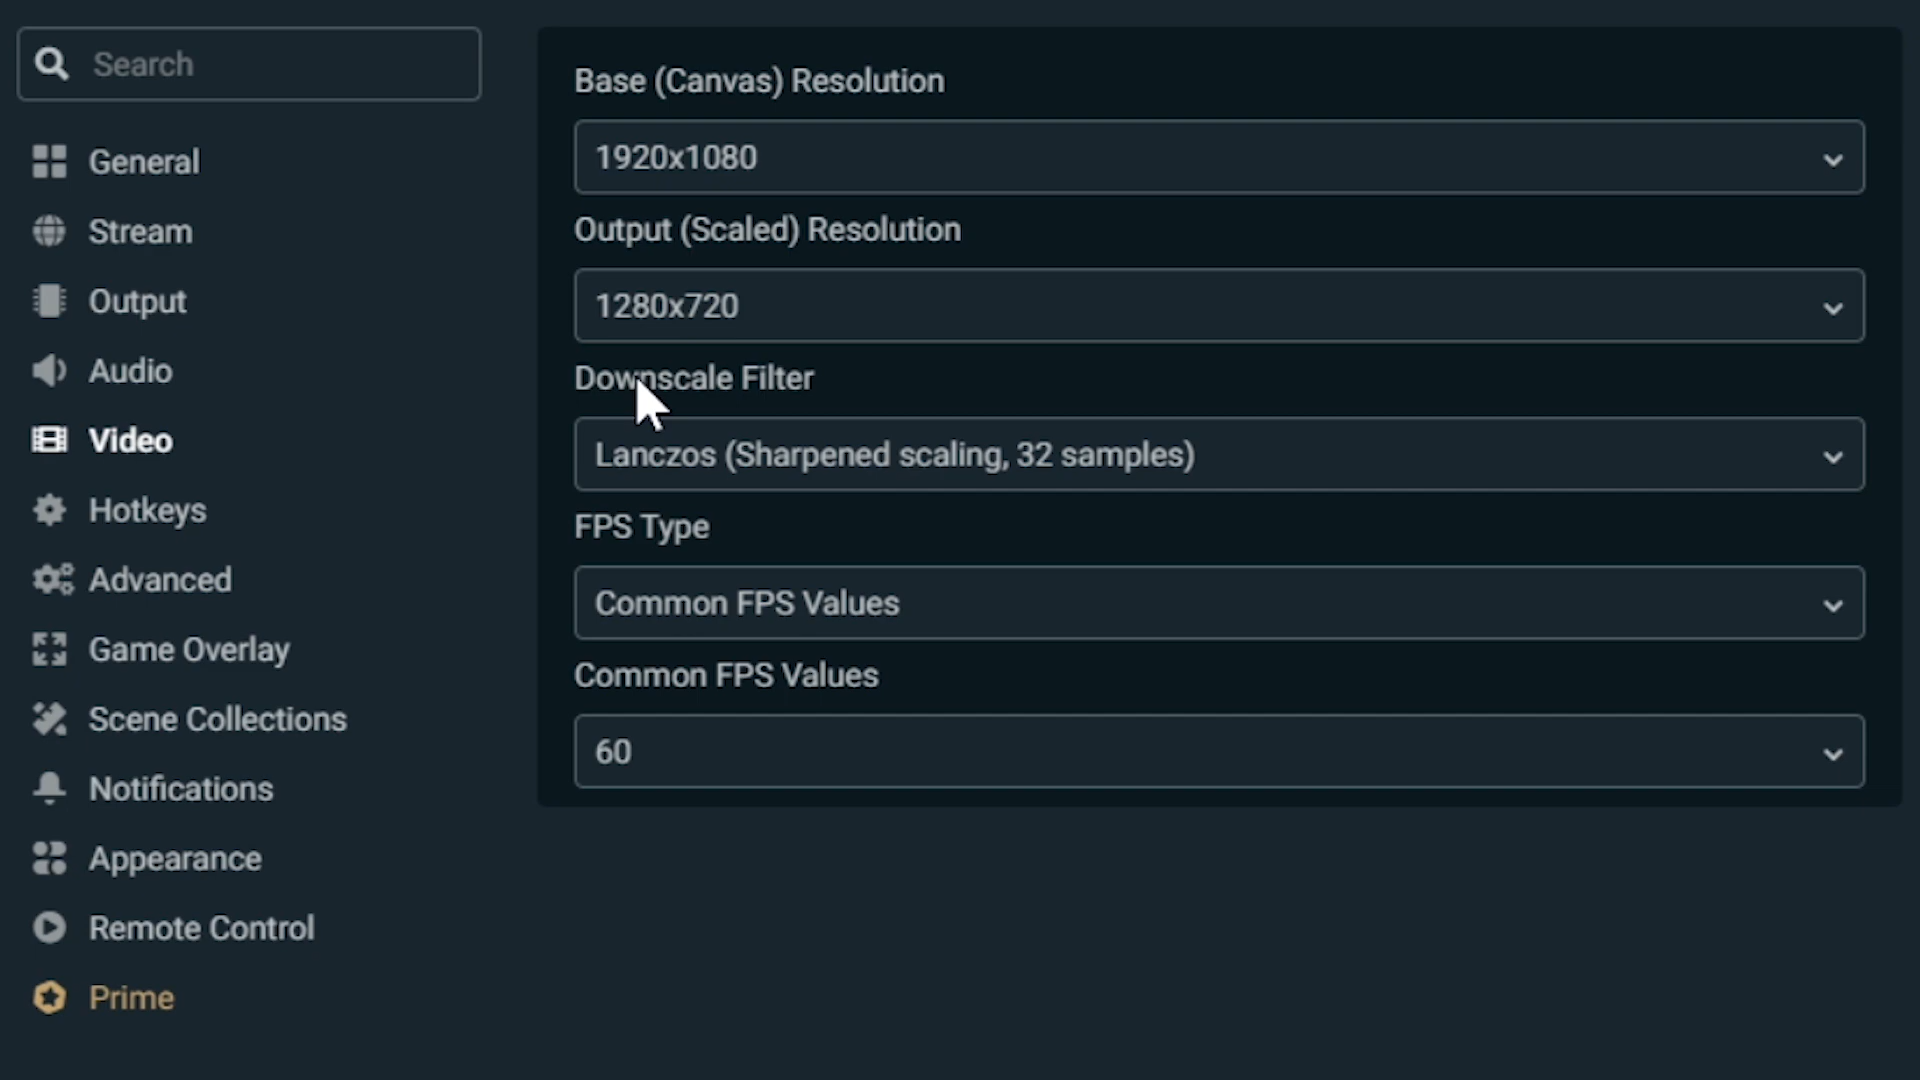 Search
General
Stream
Output
Audio
Video
Hotkeys
Advanced
Game Overlay
Scene Collections
Notifications
Appearance
Remote Control
Prime
Base (Canvas) Resolution
1920x1080
Output (Scaled) Resolution
1280x720
Downscale Filter
Lanczos (Sharpened scaling, 32 samples)
FPS Type
Common FPS Values
Common FPS Values
60